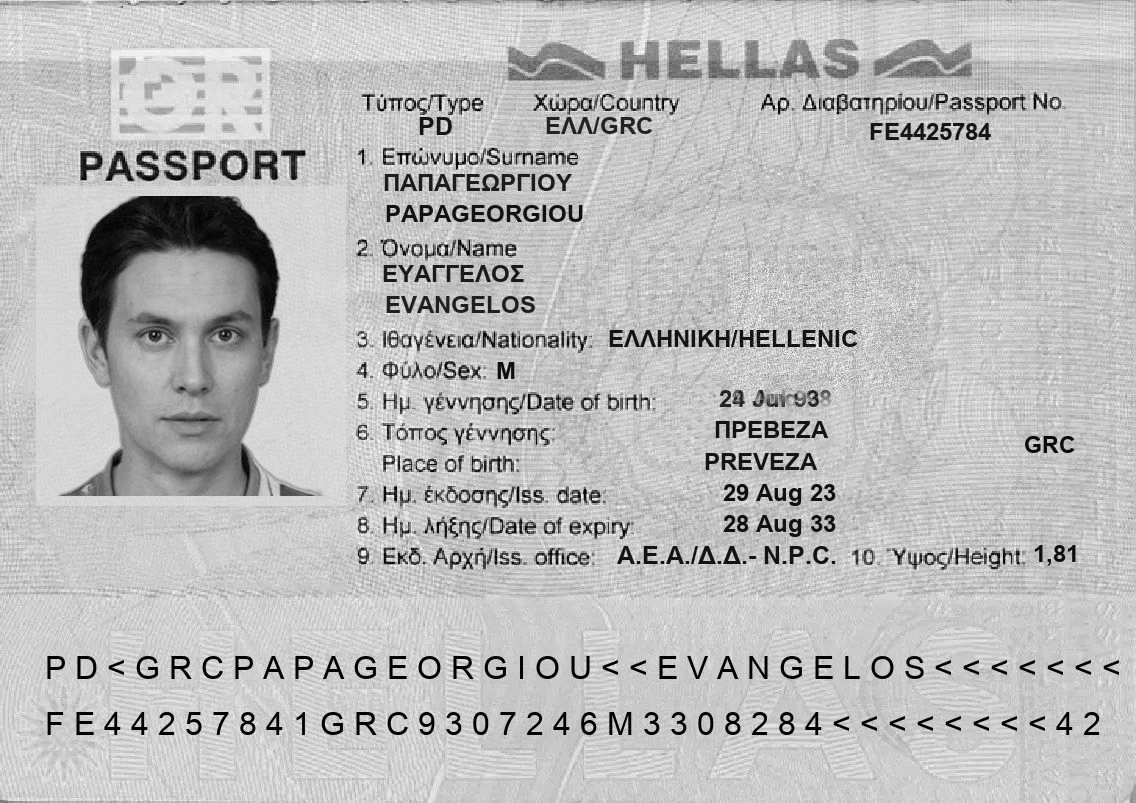 HELLAS
GR
PASSPORT
Τύπος/Type Χώρα/Country Αρ. Διαβατηρίου/Passport No.
PD ΕΛΛ/GRC FE4425784
1. Επώνυμο/Surname
ΠΑΠΑΓΕΩΡΓΙΟΥ
PAPAGEORGIOU
2. Όνομα/Name
ΕΥΑΓΓΕΛΟΣ
EVANGELOS
3. Ιθαγένεια/Nationality: ΕΛΛΗΝΙΚΗ/HELLENIC
4. Φύλο/Sex: M
5. Ημ. γέννησης/Date of birth: 24
6. Τόπος γέννησης: ΠΡΕΒΕΖΑ
Place of birth: PREVEZA GRC
7. Ημ. έκδοσης/Iss. date: 29 Aug 23
8. Ημ. λήξης/Date of expiry: 28 Aug 33
9 Εκδ. Αρχή/Iss. office: Α.Ε.Α./Δ.Δ.- N.P.C. 10. Ύψος/Height: 1,81
HELLAS
PD<GRCPAPAGEORGIOU<<EVANGELOS<<<<<<<
FE44257841GRC9307246M3308284<<<<<<<<42